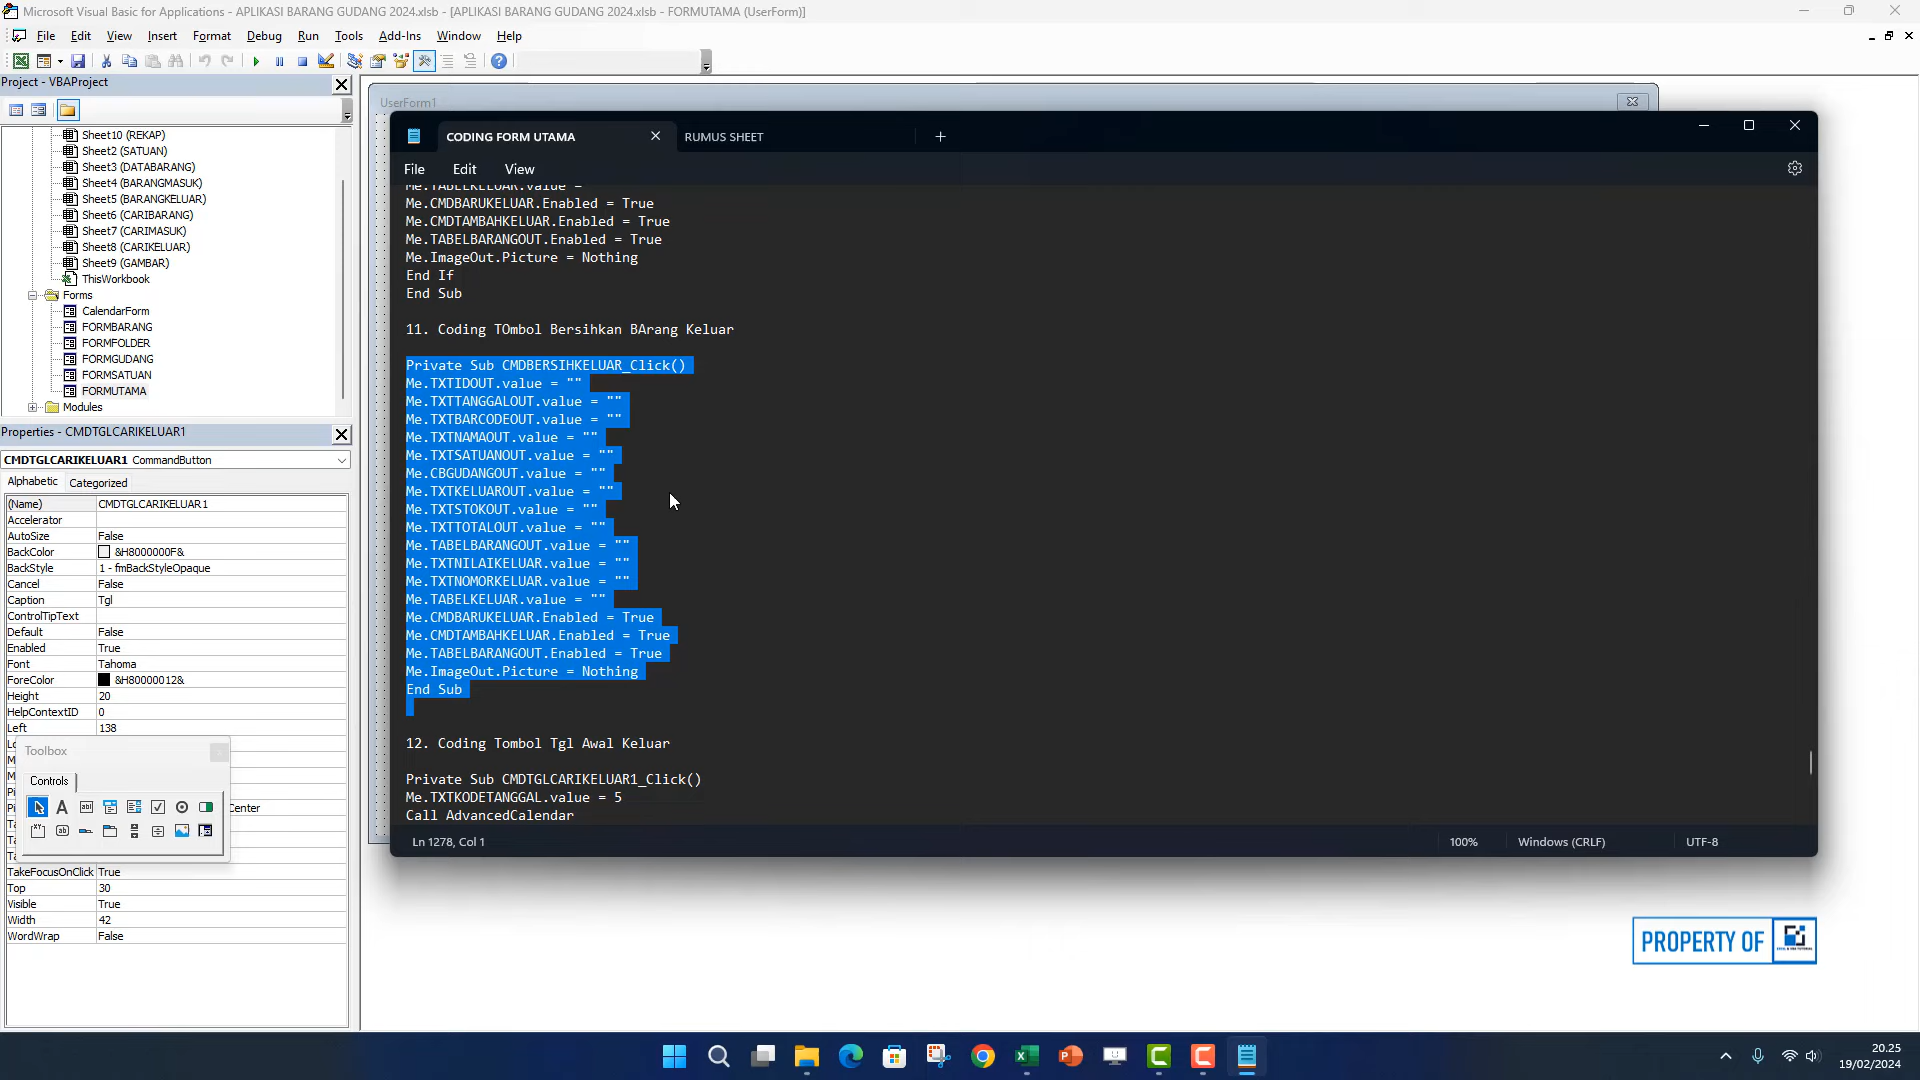 Microsoft Visual Basic for Applications - APLIKASI BARANG GUDANG 2024.xlsb - [APLIKASI BARANG GUDANG 2024.xlsb - FORMUTAMA (UserForm)]
File Edit View Insert Format Debug Run Tools Add-Ins Window Help
Project - VBAProject
Sheet10 (REKAP)
Sheet2 (SATUAN)
Sheet3 (DATABARANG)
Sheet4 (BARANGMASUK)
Sheet5 (BARANGKELUAR)
Sheet6 (CARIBARANG)
Sheet7 (CARIMASUK)
Sheet8 (CARIKELUAR)
Sheet9 (GAMBAR)
ThisWorkbook
Forms
CalendarForm
FORMBARANG
FORMFOLDER
FORMGUDANG
FORMSATUAN
FORMUTAMA
Modules
Properties - CMDTGLCARIKELUAR1
CMDTGLCARIKELUAR1 CommandButton
Alphabetic Categorized
(Name) CMDTGLCARIKELUAR1
Accelerator
AutoSize False
BackColor &H8000000F&
BackStyle 1 - fmBackStyleOpaque
Cancel False
Caption Tgl
ControlTipText
Default False
Enabled True
Font Tahoma
ForeColor &H80000012&
Height 20
HelpContextID 0
Left 138
Toolbox
Controls
Center
TakeFocusOnClick True
Top 30
Visible True
Width 42
WordWrap False
UserForm1
CODING FORM UTAMA
RUMUS SHEET
File Edit View
Me.TABELKELUAR.value =
Me.CMDBARUKELUAR.Enabled = True
Me.CMDTAMBAHKELUAR.Enabled = True
Me.TABELBARANGOUT.Enabled = True
Me.ImageOut.Picture = Nothing
End If
End Sub
11. Coding TOmbol Bersihkan BArang Keluar
Private Sub CMDBERSIHKELUAR_Click()
Me.TXTIDOUT.value = ""
Me.TXTTANGGALOUT.value = ""
Me.TXTBARCODEOUT.value = ""
Me.TXTNAMAOUT.value = ""
Me.TXTSATUANOUT.value = ""
Me.CBGUDANGOUT.value = ""
Me.TXTKELUAROUT.value = ""
Me.TXTSTOKOUT.value = ""
Me.TXTTOTALOUT.value = ""
Me.TABELBARANGOUT.value = ""
Me.TXTNILAIKELUAR.value = ""
Me.TXTNOMORKELUAR.value = ""
Me.TABELKELUAR.value = ""
Me.CMDBARUKELUAR.Enabled = True
Me.CMDTAMBAHKELUAR.Enabled = True
Me.TABELBARANGOUT.Enabled = True
Me.ImageOut.Picture = Nothing
End Sub
12. Coding Tombol Tgl Awal Keluar
Private Sub CMDTGLCARIKELUAR1_Click()
Me.TXTKODETANGGAL.value = 5
Call AdvancedCalendar
Ln 1278, Col 1
100%
Windows (CRLF)
UTF-8
PROPERTY OF
20.25
19/02/2024